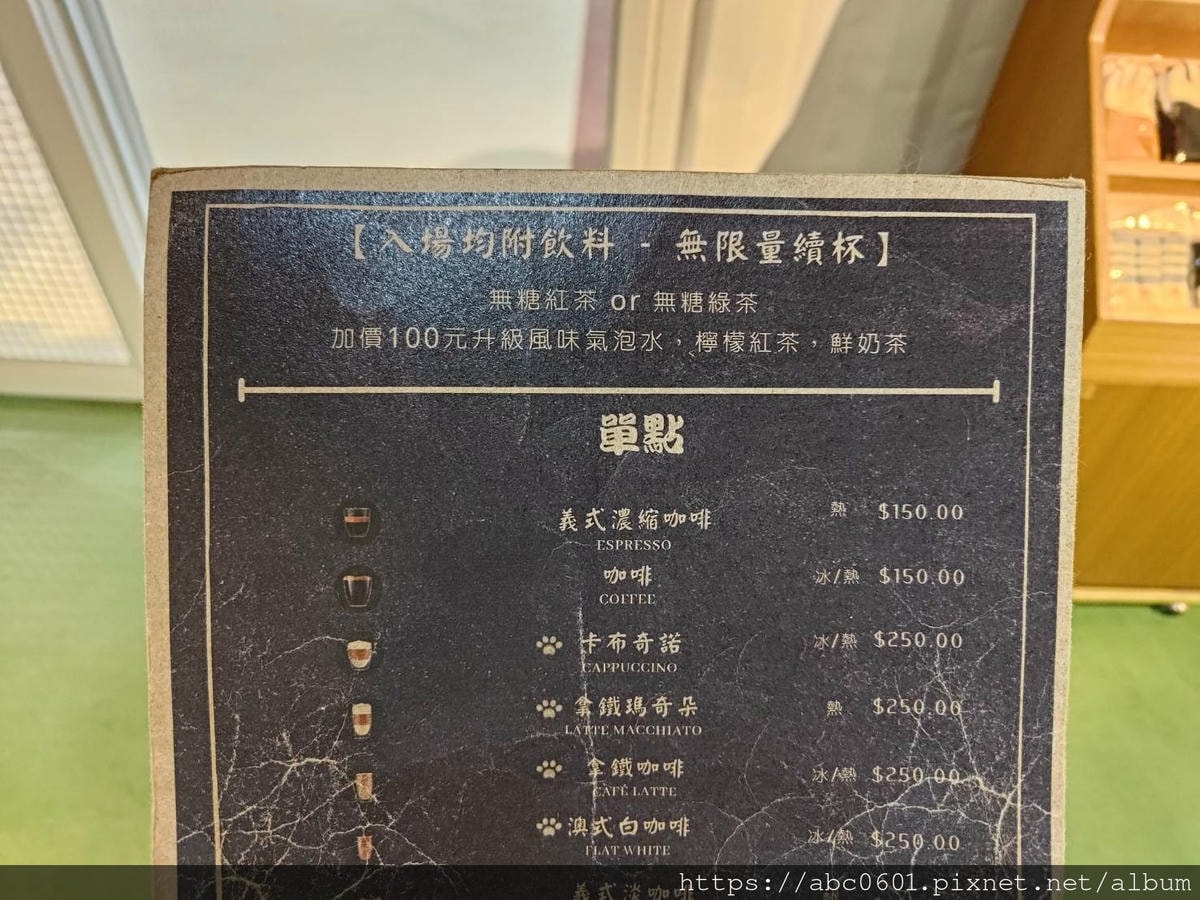 【入場均附飲料 - 無限量續杯】
無糖紅茶 or 無糖綠茶
加價100元升級風味氣泡水，檸檬紅茶，鮮奶茶
單點
義式濃縮咖啡 熱 $150.00
ESPRESSO
咖啡 冰/熱 $150.00
COFFEE
卡布奇諾 冰/熱 $250.00
CAPPUCCINO
拿鐵瑪奇朵 熱 $250.00
LATTE MACCHIATO
拿鐵咖啡 冰/熱 $250.00
CAFÉ LATTE
澳式白咖啡 冰/熱 $250.00
FLAT WHITE
義式淡咖啡
https://abc0601.pixnet.net/album